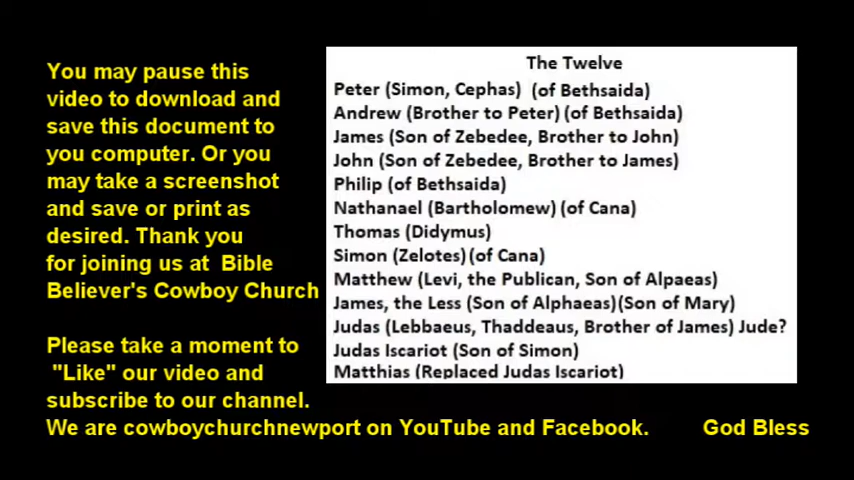 You may pause this
video to download and
save this document to
you computer. Or you
may take a screenshot
and save or print as
desired. Thank you
for joining us at Bible
Believer's Cowboy Church
Please take a moment to
"Like" our video and
subscribe to our channel.
We are cowboychurchnewport on YouTube and Facebook. God Bless
The Twelve
Peter (Simon, Cephas) (of Bethsaida)
Andrew (Brother to Peter) (of Bethsaida)
James (Son of Zebedee, Brother to John)
John (Son of Zebedee, Brother to James)
Philip (of Bethsaida)
Nathanael (Bartholomew) (of Cana)
Thomas (Didymus)
Simon (Zelotes) (of Cana)
Matthew (Levi, the Publican, Son of Alpaeas)
James, the Less (Son of Alphaeas)(Son of Mary)
Judas (Lebbaeus, Thaddeaus, Brother of James) Jude?
Judas Iscariot (Son of Simon)
Matthias (Replaced Judas Iscariot)